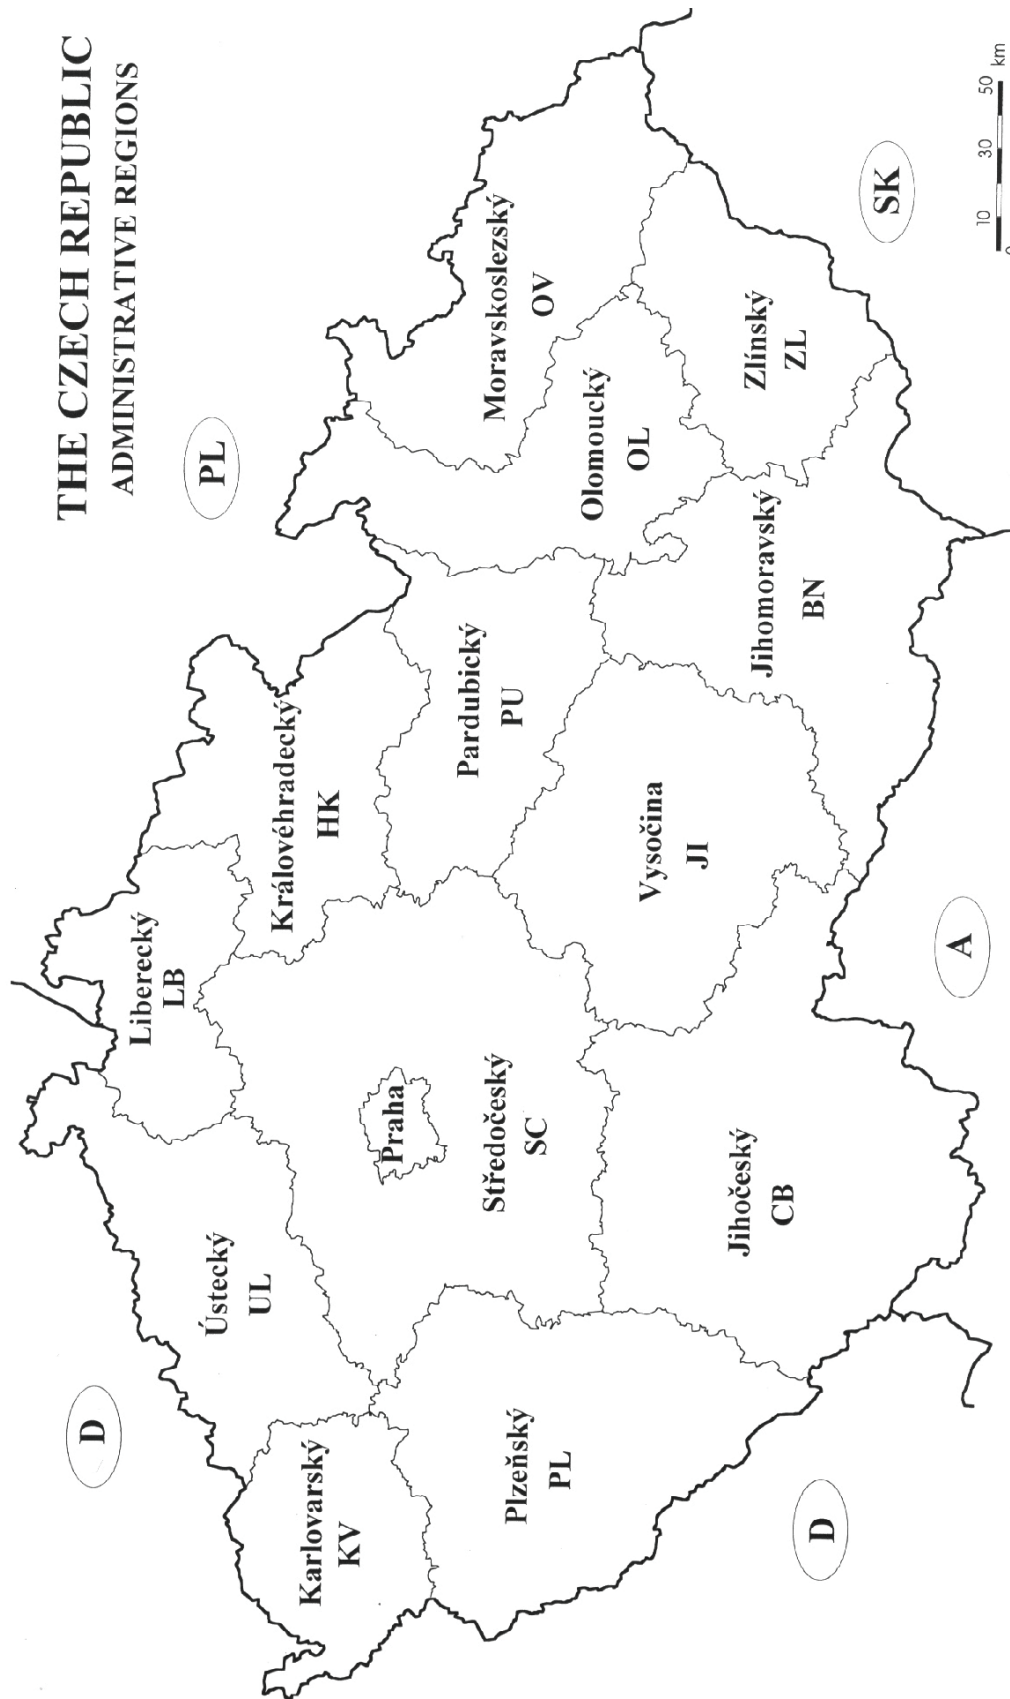 THE CZECH REPUBLIC
ADMINISTRATIVE REGIONS
PL
D
Liberecký
LB
Ústecký
UL
Královéhradecký
HK
Karlovarský
KV
Praha
Pardubický
PU
Moravskoslezský
OV
Středočeský
SC
Plzeňský
PL
Olomoucký
OL
Vysočina
JI
Jihočeský
CB
Jihomoravský
BN
Zlínský
ZL
D
SK
A
0 10 30 50 km